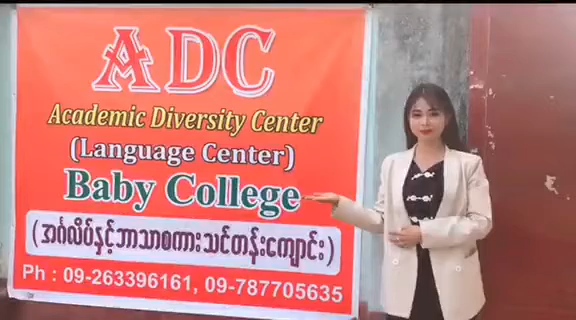 ADC
Academic Diversity Center
(Language Center)
Baby College
(အင်္ဂလိပ်နှင့်ဘာသာစကားသင်တန်းကျောင်း)
Ph : 09-263396161, 09-787705635